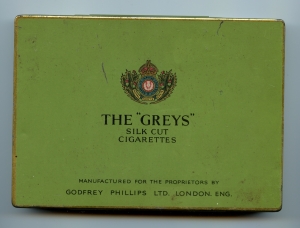 THE "GREYS"
SILK CUT
CIGARETTES
MANUFACTURED FOR THE PROPRIETORS BY
GODFREY PHILLIPS LTD. LONDON. ENG.